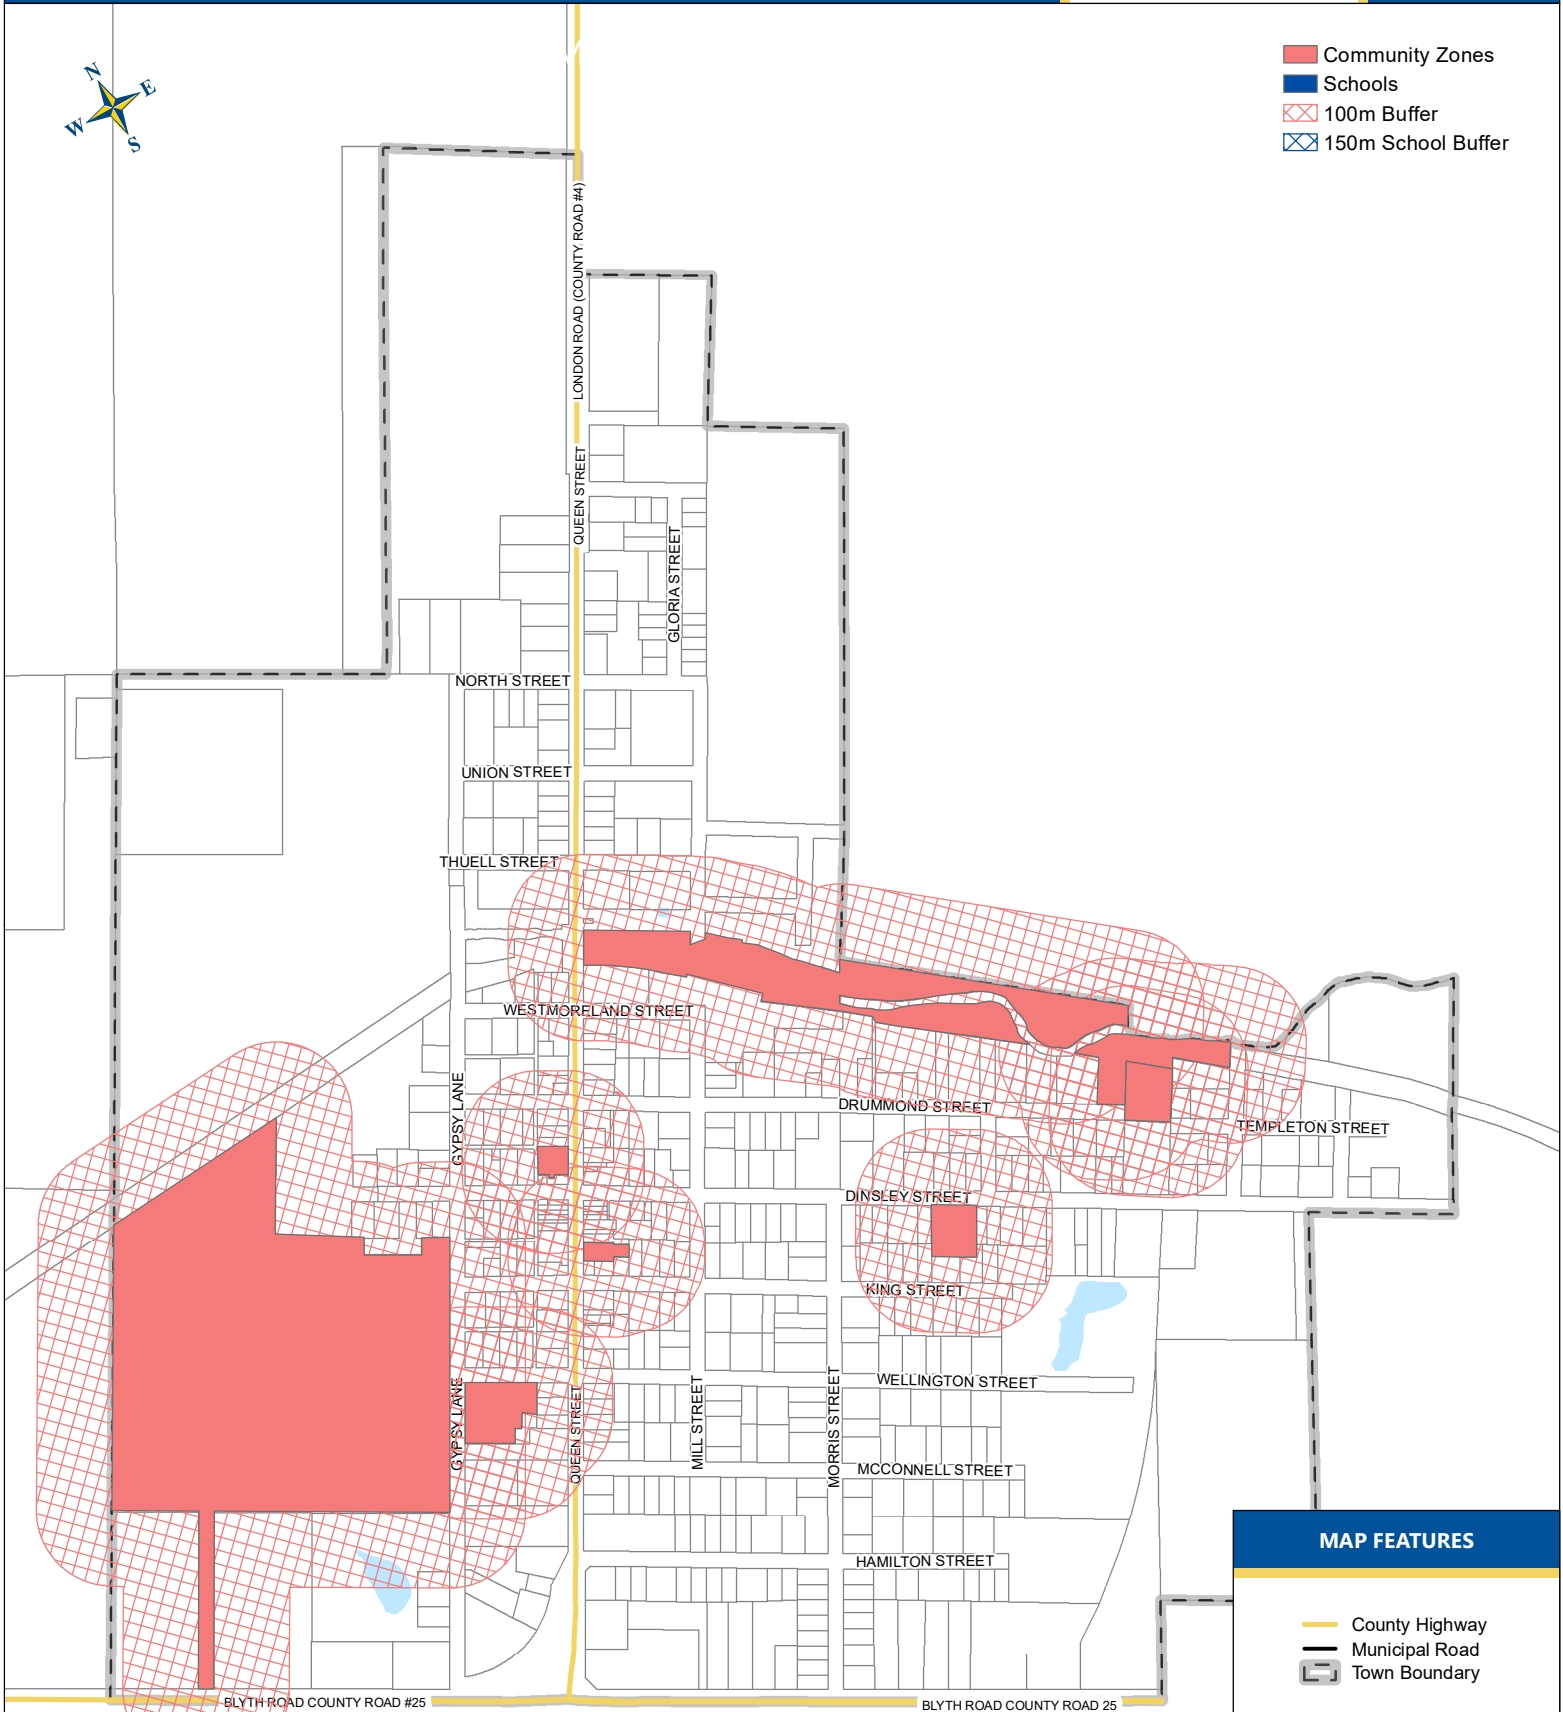 N
E
W
S
Community Zones
Schools
100m Buffer
150m School Buffer
LONDON ROAD (COUNTY ROAD #4)
QUEEN STREET
GLORIA STREET
NORTH STREET
UNION STREET
THUELL STREET
WESTMORELAND STREET
GYPSY LANE
DRUMMOND STREET
TEMPLETON STREET
DINSLEY STREET
KING STREET
WELLINGTON STREET
GYPSY LANE
QUEEN STREET
MILL STREET
MORRIS STREET
MCCONNELL STREET
HAMILTON STREET
BLYTH ROAD COUNTY ROAD #25
BLYTH ROAD COUNTY ROAD 25
MAP FEATURES
County Highway
Municipal Road
Town Boundary